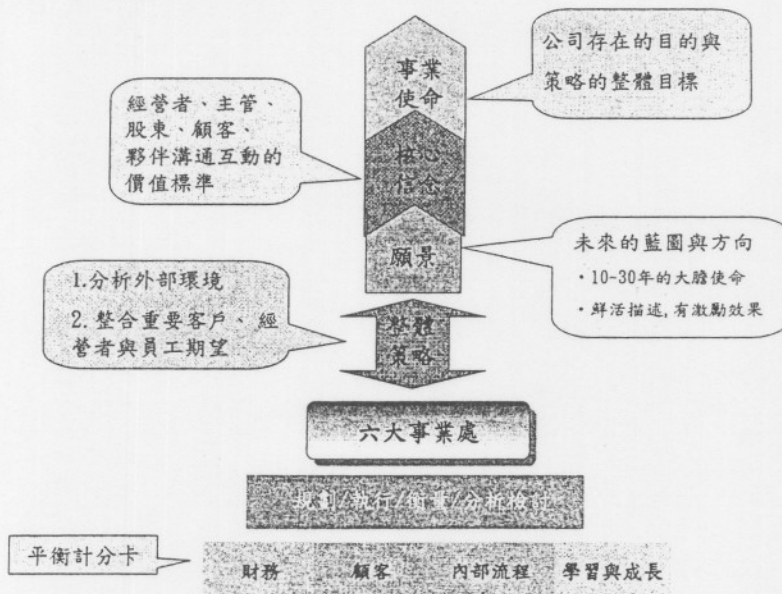 事業
使命
公司存在的目的與
策略的整體目標
經營者、主管、
股東、顧客、
夥伴溝通互動的
價值標準
核心
信念
願景
未來的藍圖與方向
・10-30年的大膽使命
・鮮活描述,有激勵效果
1.分析外部環境
2. 整合重要客戶、 經
營者與員工期望
整體
策略
六大事業處
規劃/執行/衡量/分析檢討
平衡計分卡
財務 顧客 內部流程 學習與成長